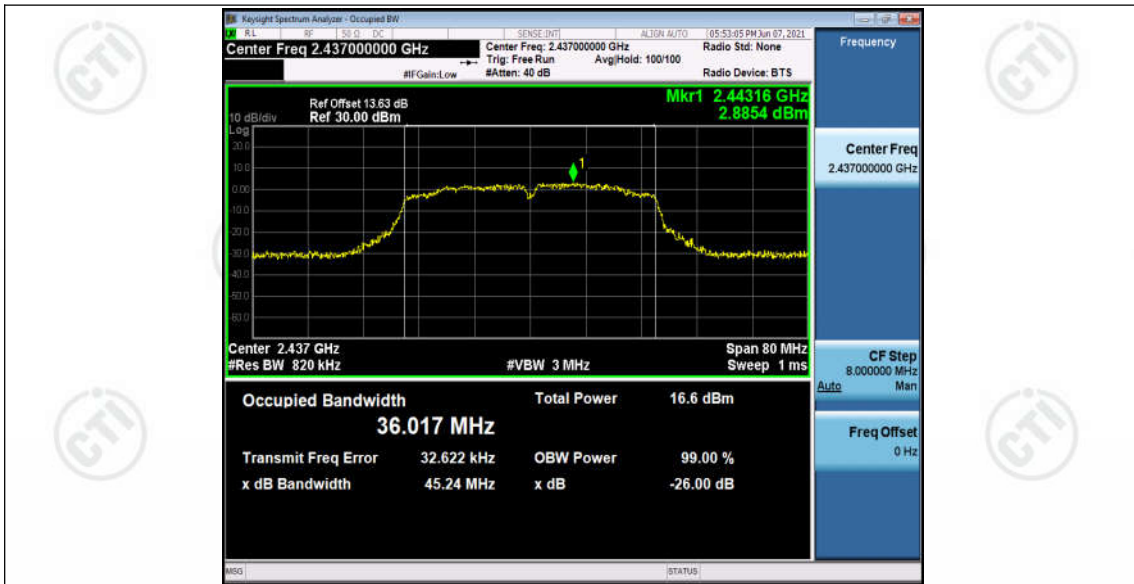 Keysight Spectrum Analyzer - Occupied BW
RL RF 50 Ω DC SENSE:INT ALIGN AUTO 05:53:05 PM Jun 07, 2021
Center Freq 2.437000000 GHz
Center Freq: 2.437000000 GHz Radio Std: None
Trig: Free Run Avg|Hold: 100/100
#IFGain:Low #Atten: 40 dB Radio Device: BTS
Frequency
Mkr1 2.44316 GHz
2.8854 dBm
Ref Offset 13.63 dB
10 dB/div Ref 30.00 dBm
Log
20.0
10.0
0.00
-10.0
-20.0
-30.0
-40.0
-50.0
-60.0
1
Center 2.437 GHz Span 80 MHz
#Res BW 820 kHz #VBW 3 MHz Sweep 1 ms
Occupied Bandwidth Total Power 16.6 dBm
36.017 MHz
Transmit Freq Error 32.622 kHz OBW Power 99.00 %
x dB Bandwidth 45.24 MHz x dB -26.00 dB
Center Freq
2.437000000 GHz
CF Step
8.000000 MHz
Auto Man
Freq Offset
0 Hz
MSG STATUS
CTI
CTI
CTI
CTI